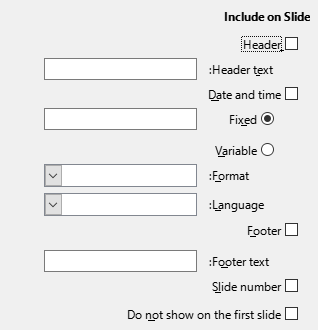 Include on Slide
Header
Header text:
Date and time
Fixed
Variable
Format:
Language:
Footer
Footer text:
Slide number
Do not show on the first slide